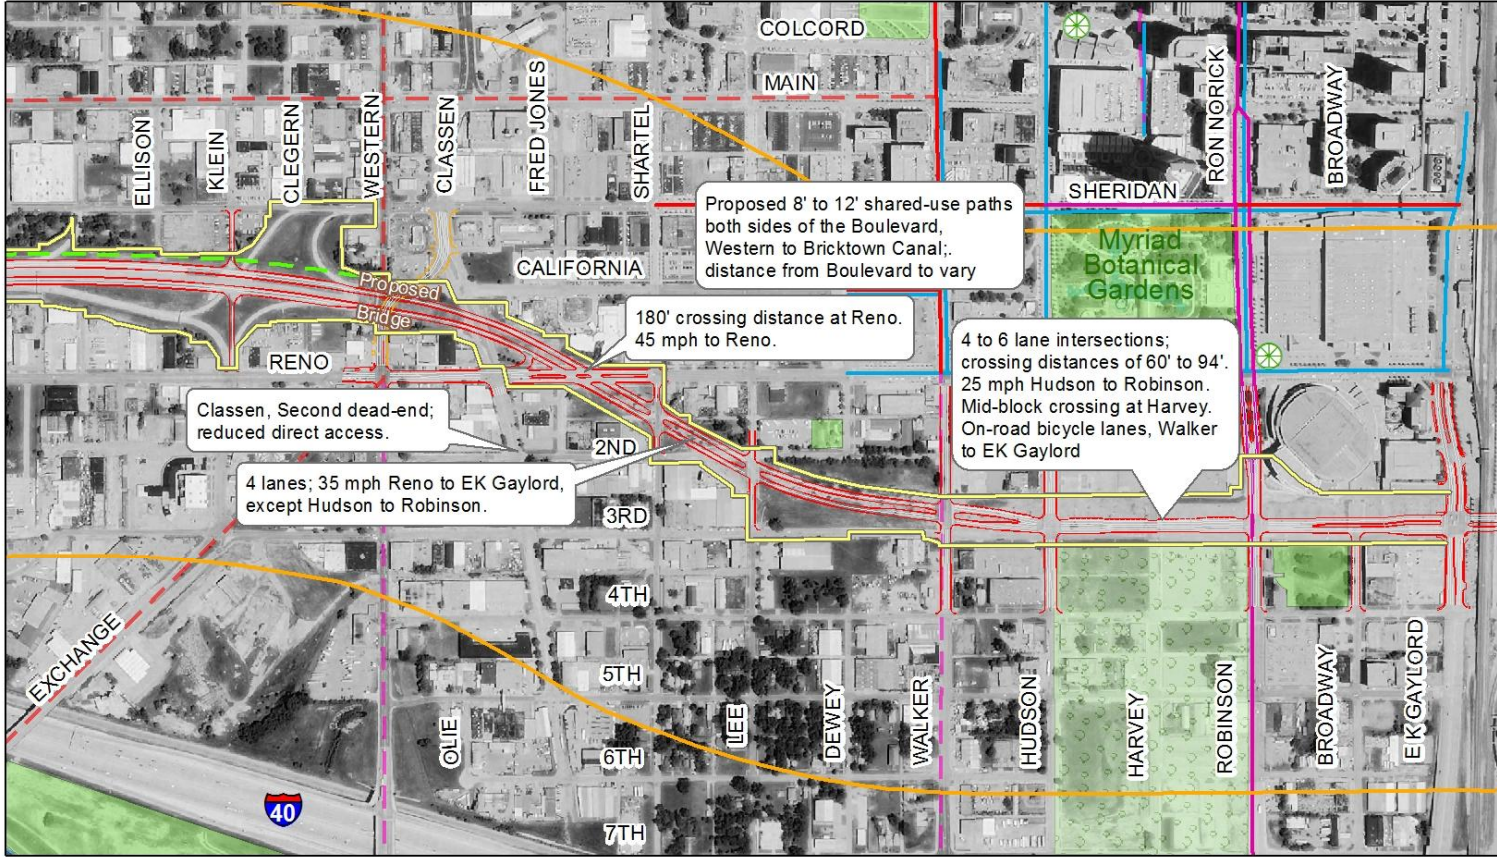 COLCORD
MAIN
ELLISON
KLEIN
CLEGERN
WESTERN
CLASSEN
FRED JONES
SHARTEL
RON NORICK
BROADWAY
SHERIDAN
Proposed 8' to 12' shared-use paths
both sides of the Boulevard,
Western to Bricktown Canal;.
distance from Boulevard to vary
Myriad
Botanical
Gardens
CALIFORNIA
Proposed
Bridge
180' crossing distance at Reno.
45 mph to Reno.
4 to 6 lane intersections;
crossing distances of 60' to 94'.
25 mph Hudson to Robinson.
Mid-block crossing at Harvey.
On-road bicycle lanes, Walker
to EK Gaylord
RENO
Classen, Second dead-end;
reduced direct access.
2ND
4 lanes; 35 mph Reno to EK Gaylord,
except Hudson to Robinson.
3RD
4TH
EXCHANGE
5TH
OLIE
LEE
DEWEY
WALKER
HUDSON
HARVEY
ROBINSON
BROADWAY
E K GAYLORD
6TH
40
7TH